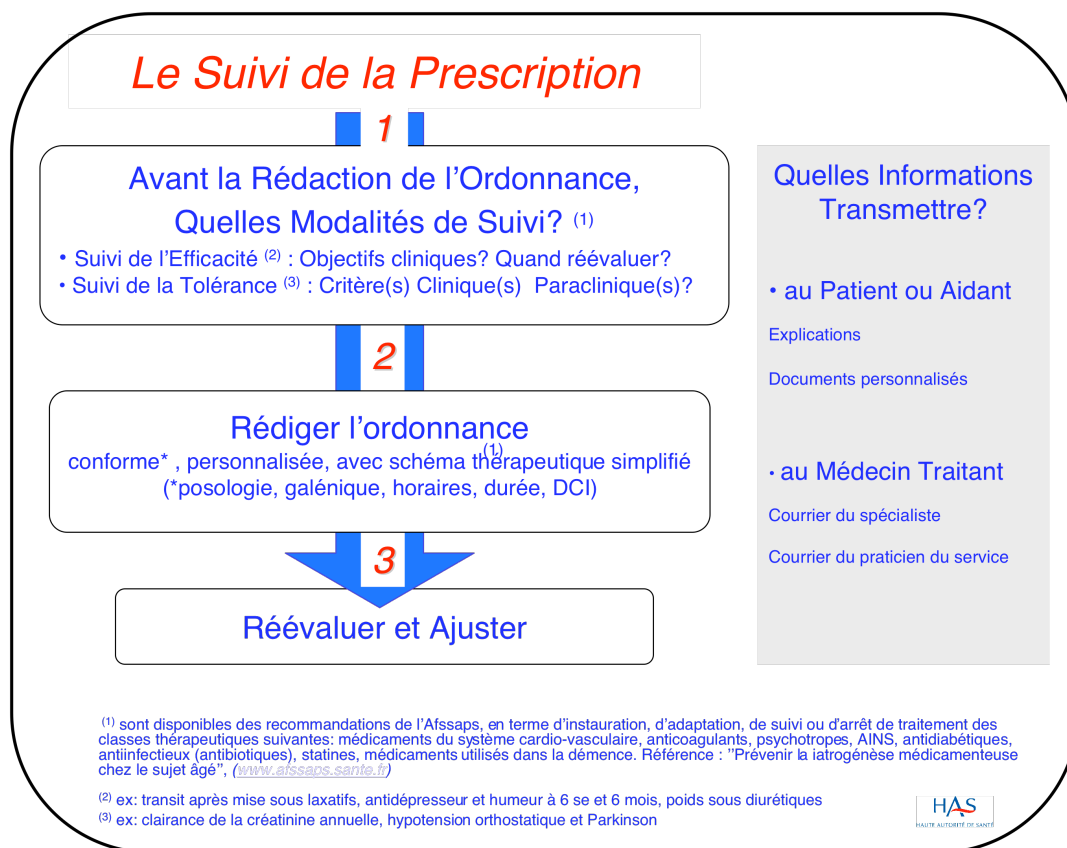 Le Suivi de la Prescription
1
Avant la Rédaction de l’Ordonnance,
Quelles Modalités de Suivi? (1)
• Suivi de l’Efficacité (2) : Objectifs cliniques? Quand réévaluer?
• Suivi de la Tolérance (3) : Critère(s) Clinique(s) Paraclinique(s)?
2
Rédiger l’ordonnance
(1)
conforme* , personnalisée, avec schéma thérapeutique simplifié
(*posologie, galénique, horaires, durée, DCI)
3
Réévaluer et Ajuster
Quelles Informations
Transmettre?
• au Patient ou Aidant
Explications
Documents personnalisés
• au Médecin Traitant
Courrier du spécialiste
Courrier du praticien du service
(1) sont disponibles des recommandations de l’Afssaps, en terme d’instauration, d’adaptation, de suivi ou d’arrêt de traitement des
classes thérapeutiques suivantes: médicaments du système cardio-vasculaire, anticoagulants, psychotropes, AINS, antidiabétiques,
antiinfectieux (antibiotiques), statines, médicaments utilisés dans la démence. Référence : ’’Prévenir la iatrogénèse médicamenteuse
chez le sujet âgé’’, (www.afssaps.sante.fr)
(2) ex: transit après mise sous laxatifs, antidépresseur et humeur à 6 se et 6 mois, poids sous diurétiques
(3) ex: clairance de la créatinine annuelle, hypotension orthostatique et Parkinson
HAS
HAUTE AUTORITÉ DE SANTÉ